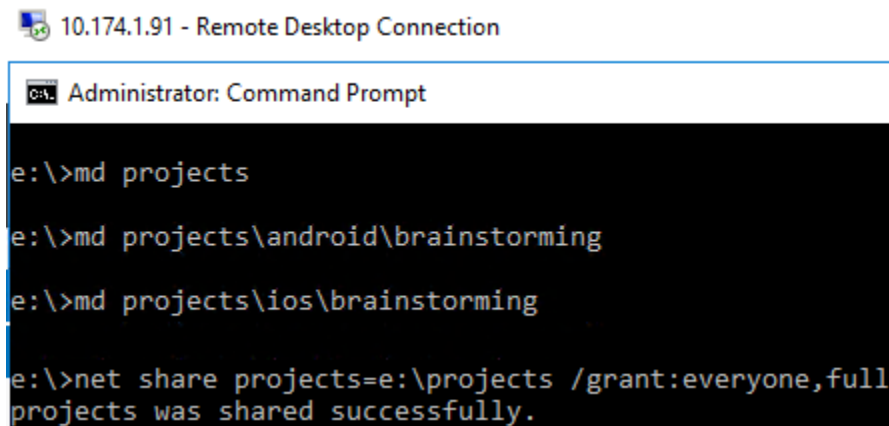 10.174.1.91 - Remote Desktop Connection
Administrator: Command Prompt
e:\>md projects
e:\>md projects\android\brainstorming
e:\>md projects\ios\brainstorming
e:\>net share projects=e:\projects /grant:everyone,full
projects was shared successfully.